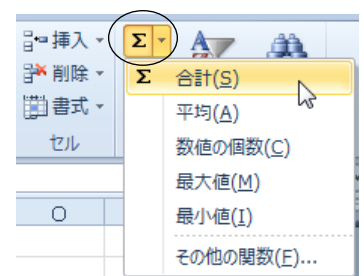 挿入
削除
書式
セル
Σ
Σ 合計(S)
平均(A)
数値の個数(C)
最大値(M)
最小値(I)
その他の関数(F)...
O